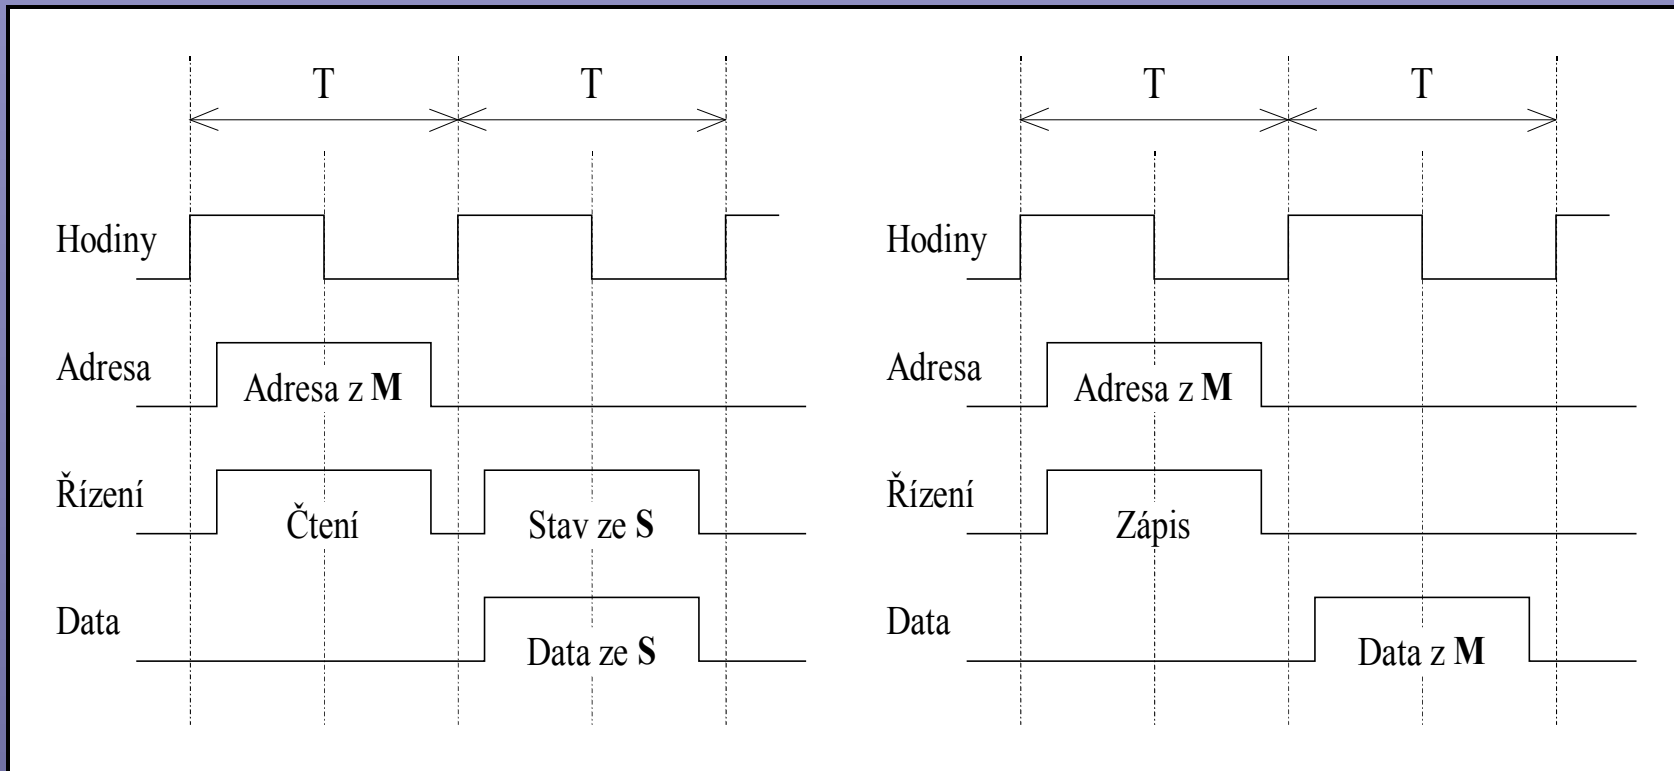 T T
Hodiny
Adresa
Adresa z M
Řízení
Čtení Stav ze S
Data
Data ze S
T T
Hodiny
Adresa
Adresa z M
Řízení
Zápis
Data
Data z M